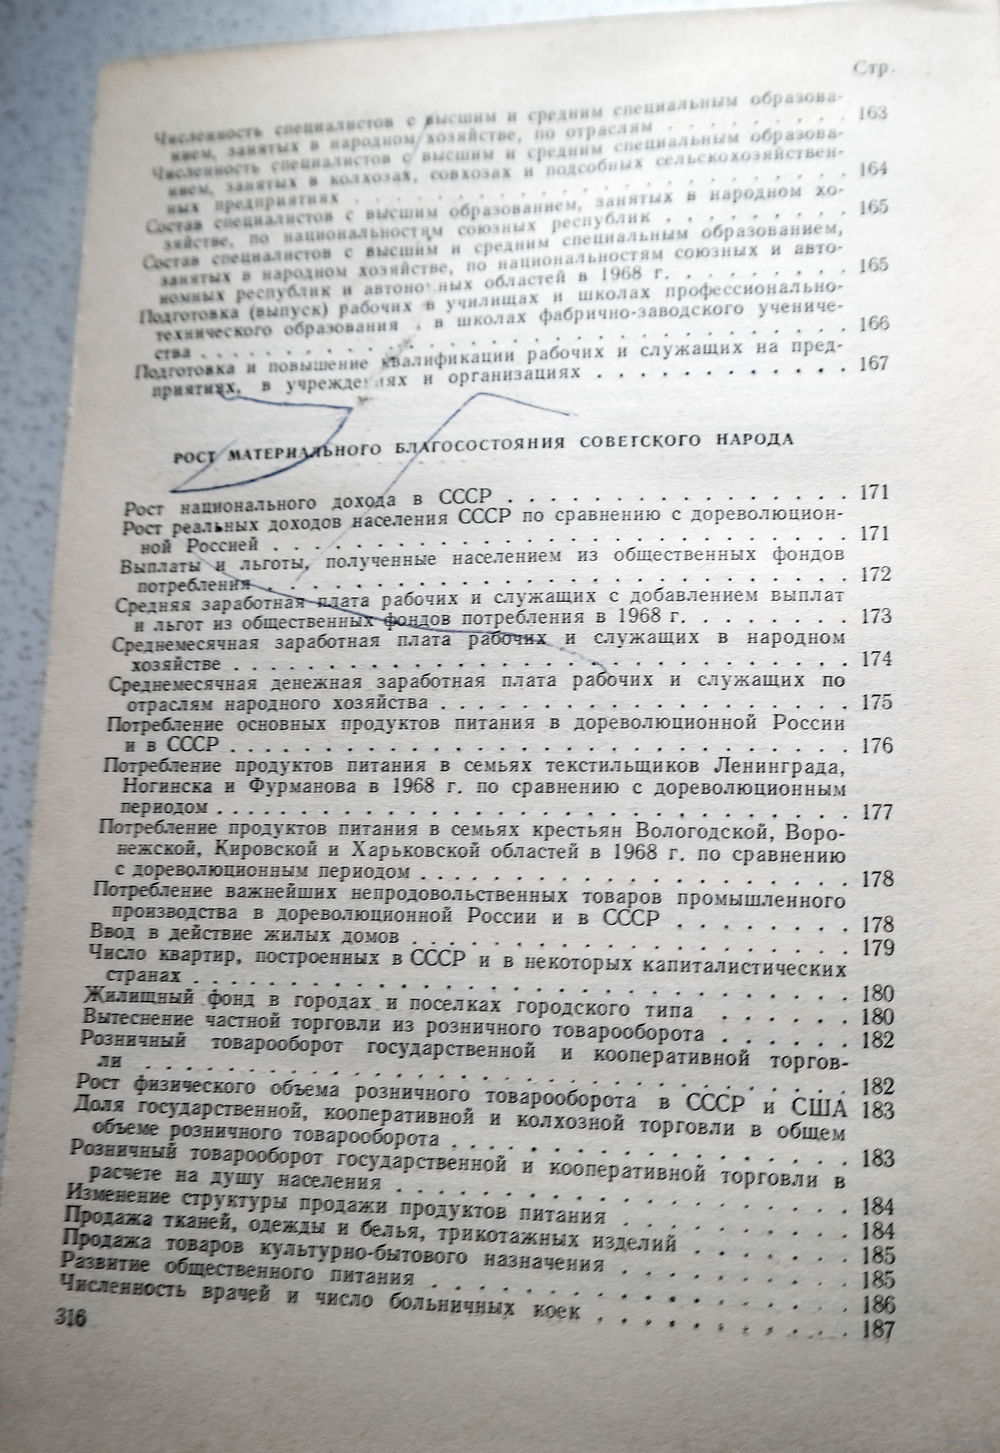 Стр.
Численность специалистов с высшим и средним специальным образова-
нием, занятых в народном хозяйстве, по отраслям . . . . . . . . 163
Численность специалистов с высшим и средним специальным образова-
нием, занятых в колхозах, совхозах и подсобных сельскохозяйствен-
ных предприятиях . . . . . . . . . . . . . . . . . . 164
Состав специалистов с высшим образованием, занятых в народном хо-
зяйстве, по национальностям союзных республик . . . . . . . . 165
Состав специалистов с высшим и средним специальным образованием,
занятых в народном хозяйстве, по национальностям союзных и авто-
номных республик и автономных областей в 1968 г. . . . . . . . 165
Подготовка (выпуск) рабочих в училищах и школах профессионально-
технического образования , в школах фабрично-заводского учениче-
ства . . . . . . . . . . . . . . . . . . . . . . 166
Подготовка и повышение квалификации рабочих и служащих на пред-
приятиях, в учреждениях и организациях . . . . . . . . . . . 167
РОСТ МАТЕРИАЛЬНОГО БЛАГОСОСТОЯНИЯ СОВЕТСКОГО НАРОДА
Рост национального дохода в СССР . . . . . . . . . . . . . . 171
Рост реальных доходов населения СССР по сравнению с дореволюцион-
ной Россией . . . . . . . . . . . . . . . . . . . . . 171
Выплаты и льготы, полученные населением из общественных фондов
потребления . . . . . . . . . . . . . . . . . . . . . 172
Средняя заработная плата рабочих и служащих с добавлением выплат
и льгот из общественных фондов потребления в 1968 г. . . . . . . . 173
Среднемесячная заработная плата рабочих и служащих в народном
хозяйстве . . . . . . . . . . . . . . . . . . . . . . 174
Среднемесячная денежная заработная плата рабочих и служащих по
отраслям народного хозяйства . . . . . . . . . . . . . . . 175
Потребление основных продуктов питания в дореволюционной России
и в СССР . . . . . . . . . . . . . . . . . . . . . . 176
Потребление продуктов питания в семьях текстильщиков Ленинграда,
Ногинска и Фурманова в 1968 г. по сравнению с дореволюционным
периодом . . . . . . . . . . . . . . . . . . . . . . 177
Потребление продуктов питания в семьях крестьян Вологодской, Воро-
нежской, Кировской и Харьковской областей в 1968 г. по сравнению
с дореволюционным периодом . . . . . . . . . . . . . . . . 178
Потребление важнейших непродовольственных товаров промышленного
производства в дореволюционной России и в СССР . . . . . . . . 178
Ввод в действие жилых домов . . . . . . . . . . . . . . . . 179
Число квартир, построенных в СССР и в некоторых капиталистических
странах . . . . . . . . . . . . . . . . . . . . . . . 180
Жилищный фонд в городах и поселках городского типа . . . . . . 180
Вытеснение частной торговли из розничного товарооборота . . . . . . 182
Розничный товарооборот государственной и кооперативной торгов-
ли . . . . . . . . . . . . . . . . . . . . . . . . . 182
Рост физического объема розничного товарооборота в СССР и США 183
Доля государственной, кооперативной и колхозной торговли в общем
объеме розничного товарооборота . . . . . . . . . . . . . . 183
Розничный товарооборот государственной и кооперативной торговли в
расчете на душу населения . . . . . . . . . . . . . . . . 184
Изменение структуры продажи продуктов питания . . . . . . . . . 184
Продажа тканей, одежды и белья, трикотажных изделий . . . . . . . 185
Продажа товаров культурно-бытового назначения . . . . . . . . . 185
Развитие общественного питания . . . . . . . . . . . . . . . 186
Численность врачей и число больничных коек . . . . . . . . . . 187
316